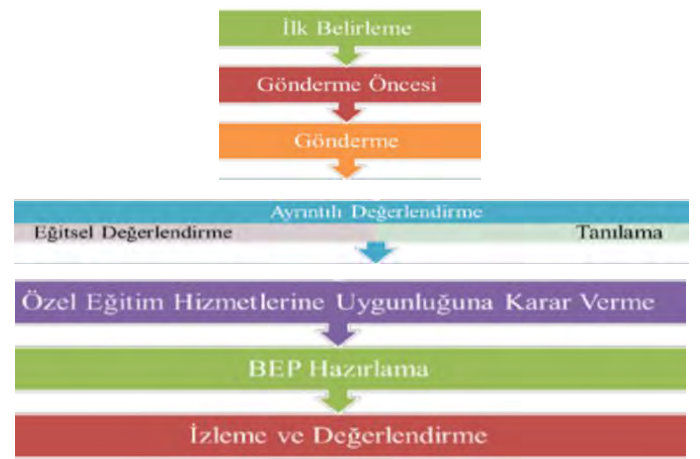 İlk Belirleme
Gönderme Öncesi
Gönderme
Ayrıntılı Değerlendirme
Eğitsel Değerlendirme Tanılama
Özel Eğitim Hizmetlerine Uygunluğuna Karar Verme
BEP Hazırlama
İzleme ve Değerlendirme